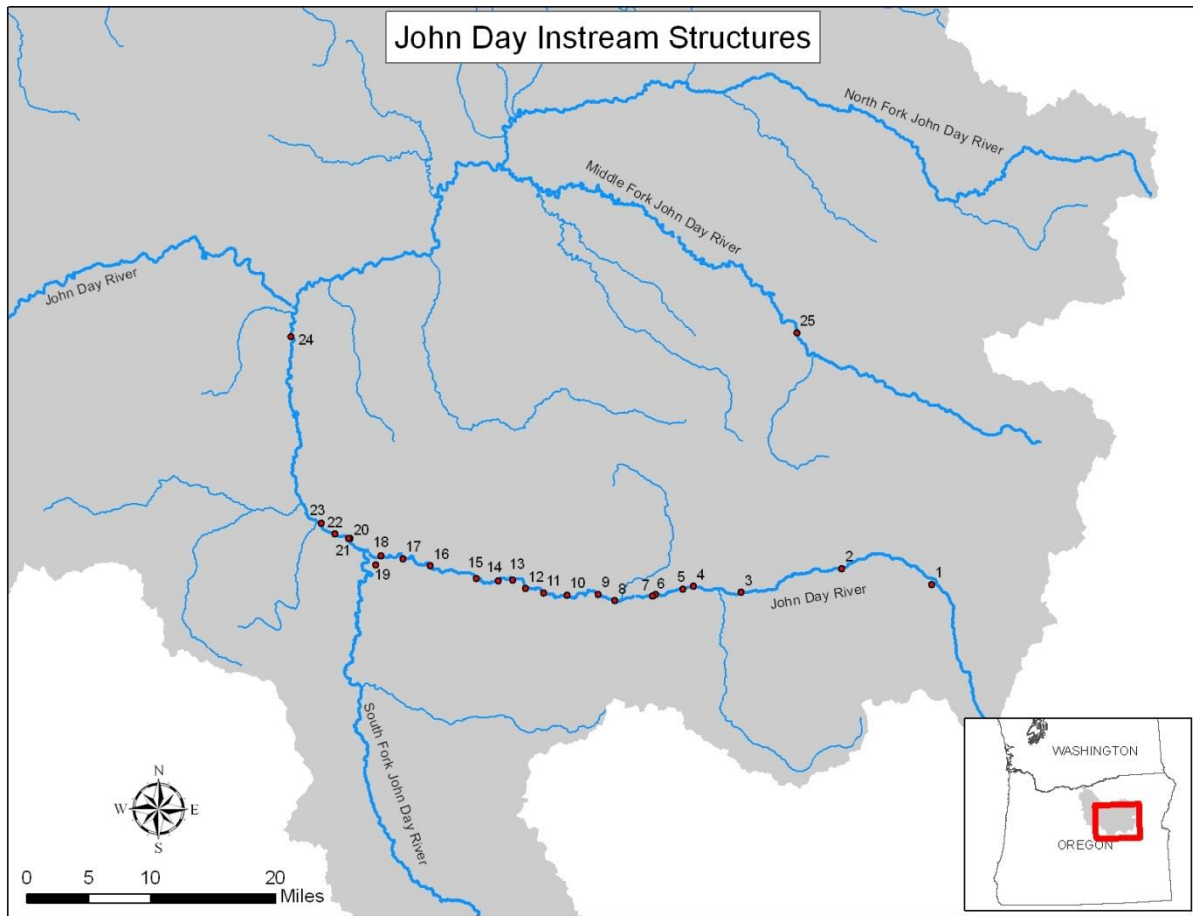 John Day Instream Structures
North Fork John Day River
Middle Fork John Day River
John Day River
25
24
23
22
20
21
18
19
17
16
15
14
13
12
11
10
9
8
7
6
5
4
3
2
1
John Day River
South Fork John Day River
N
W
E
S
0
5
10
20
Miles
WASHINGTON
OREGON